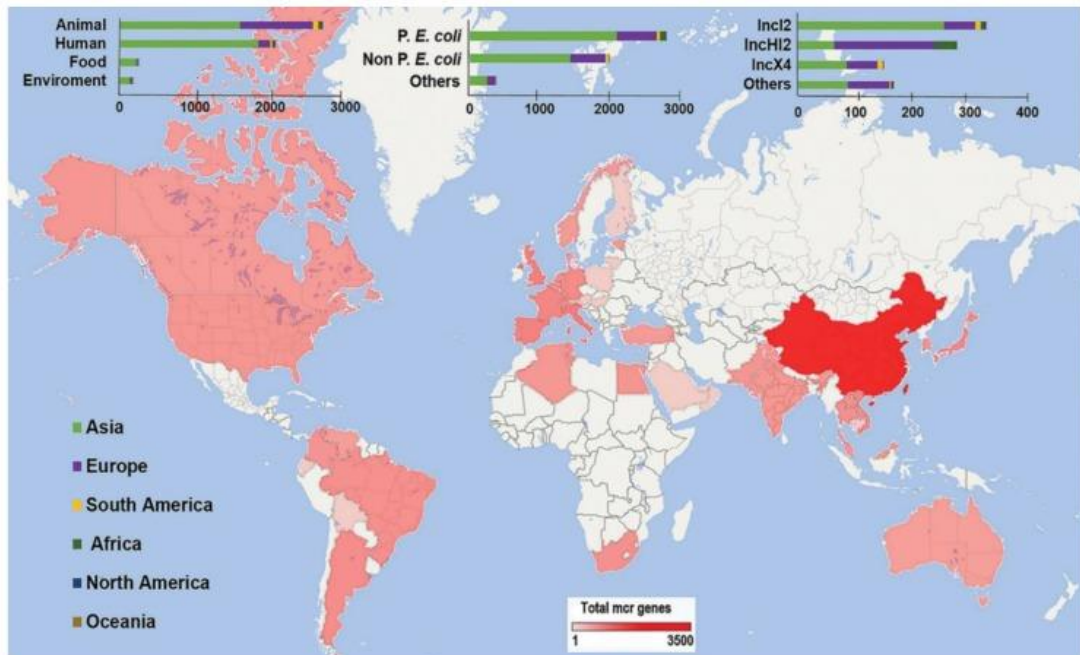 Animal
Human
Food
Enviroment
0 1000 2000 3000
P. E. coli
Non P. E. coli
Others
0 1000 2000 3000
IncI2
IncHI2
IncX4
Others
0 100 200 300 400
Asia
Europe
South America
Africa
North America
Oceania
Total mcr genes
1 3500